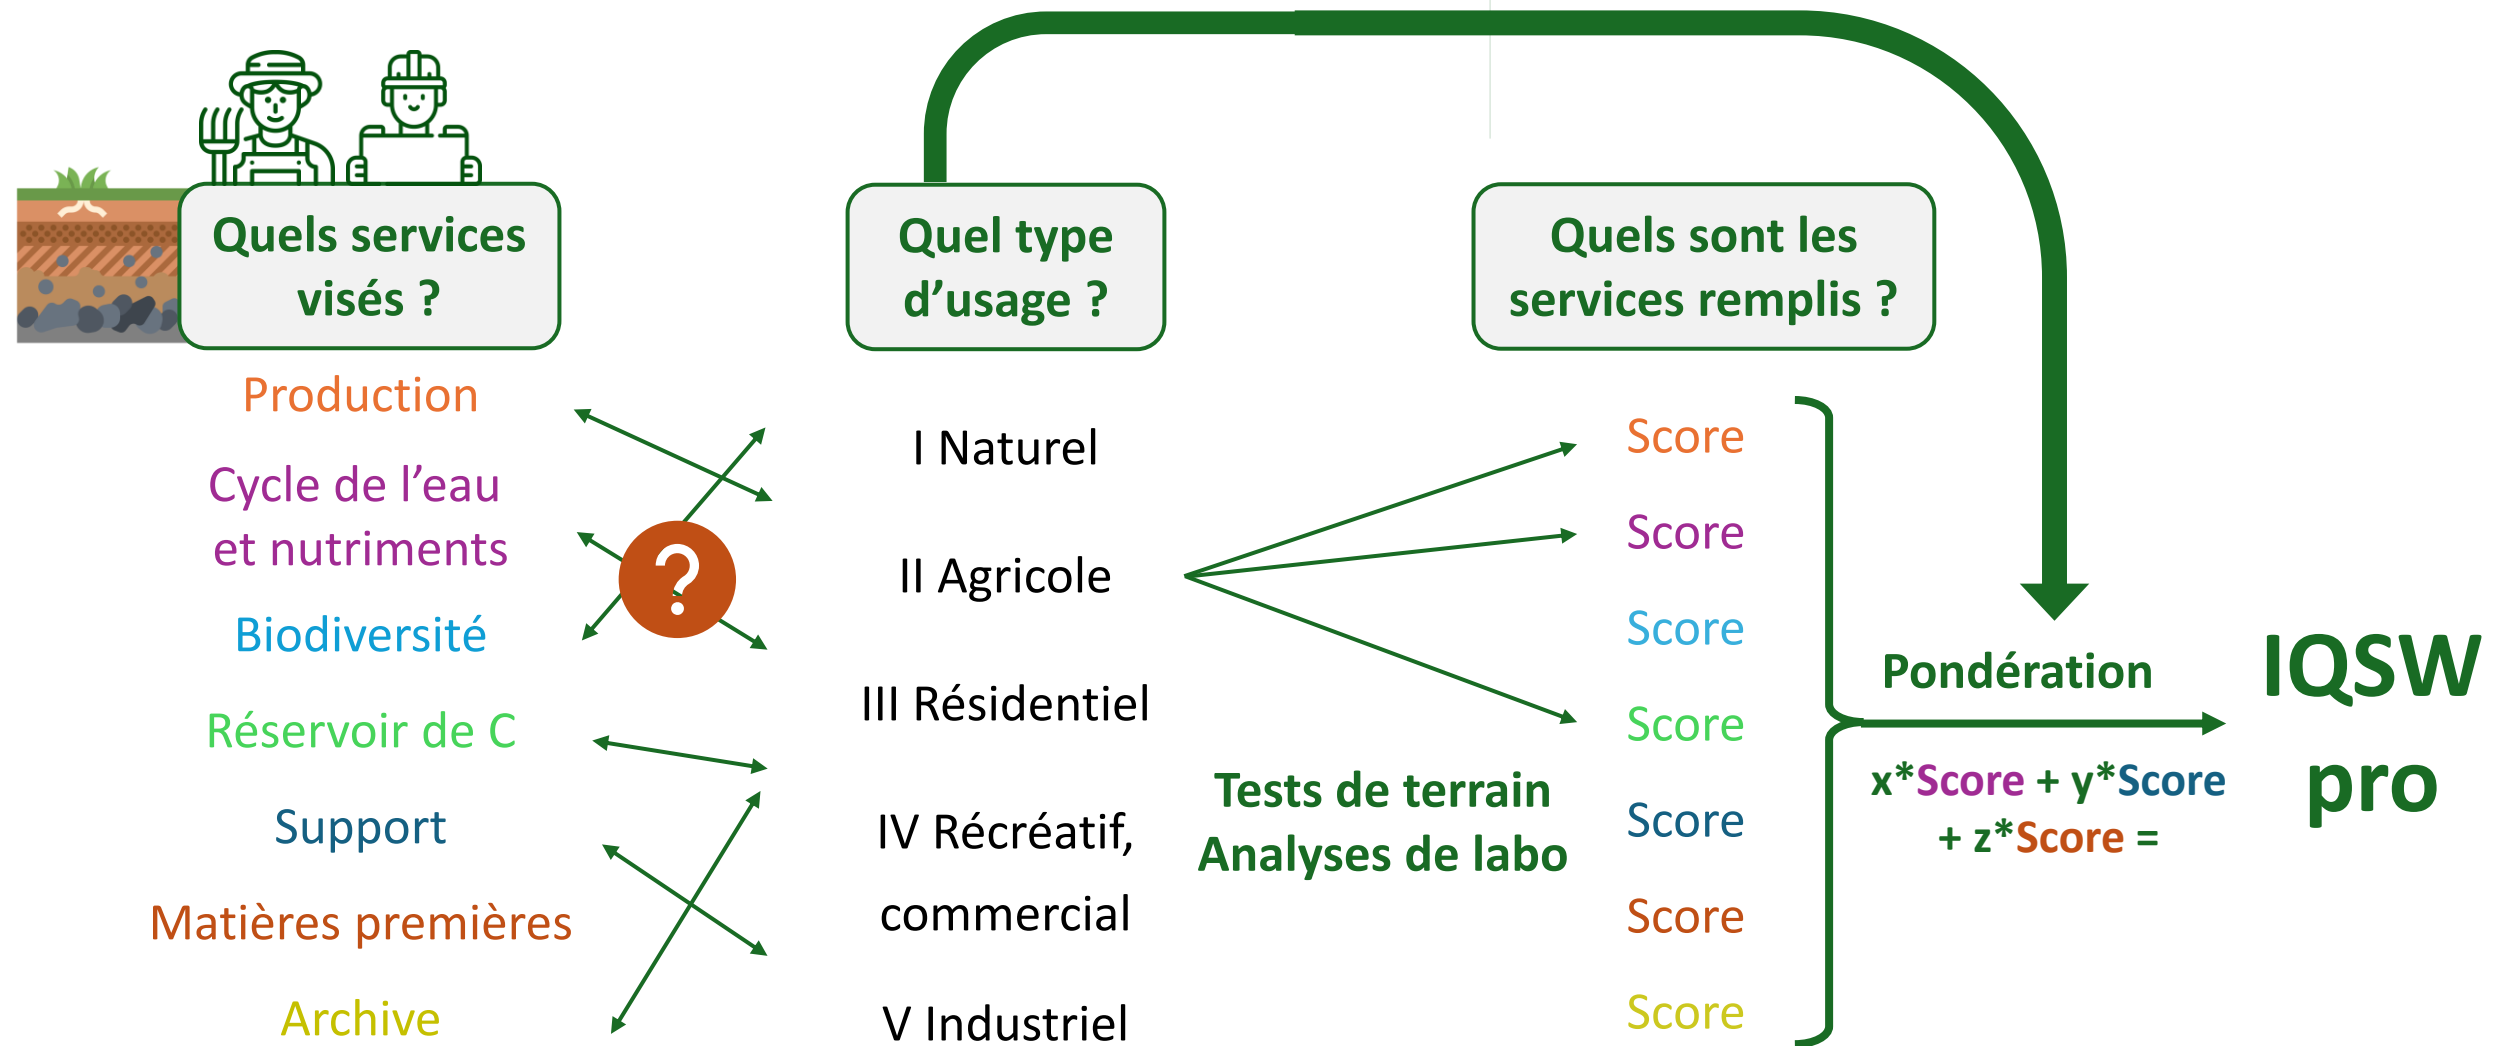 Quels services
visés ?
Production
Cycle de l'eau
et nutriments
Biodiversité
Réservoir de C
Support
Matières premières
Archive
?
Quel type
d'usage ?
I Naturel
II Agricole
III Résidentiel
IV Récréatif,
commercial
V Industriel
Tests de terrain
Analyses de labo
Quels sont les
services remplis ?
Score
Score
Score
Score
Score
Score
Score
Pondération
x*Score + y*Score
+ z*Score =
IQSW
pro